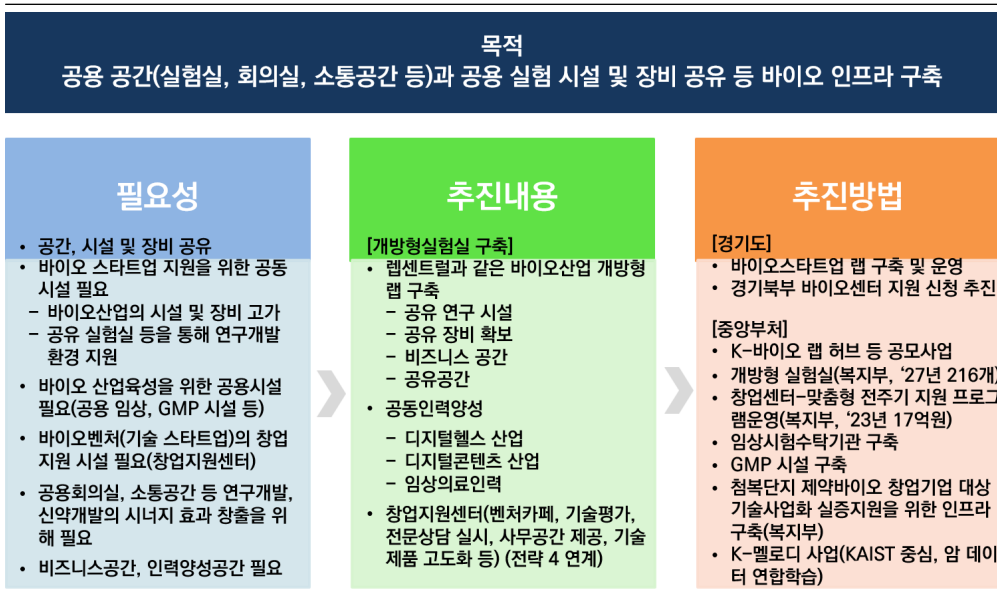 목적
공용 공간(실험실, 회의실, 소통공간 등)과 공용 실험 시설 및 장비 공유 등 바이오 인프라 구축
필요성
• 공간, 시설 및 장비 공유
• 바이오 스타트업 지원을 위한 공동
시설 필요
– 바이오산업의 시설 및 장비 고가
– 공유 실험실 등을 통해 연구개발
환경 지원
• 바이오 산업육성을 위한 공용시설
필요(공용 임상, GMP 시설 등)
• 바이오벤처(기술 스타트업)의 창업
지원 시설 필요(창업지원센터)
• 공용회의실, 소통공간 등 연구개발,
신약개발의 시너지 효과 창출을 위
해 필요
• 비즈니스공간, 인력양성공간 필요
추진내용
[개방형실험실 구축]
• 렙센트럴과 같은 바이오산업 개방형
랩 구축
– 공유 연구 시설
– 공유 장비 확보
– 비즈니스 공간
– 공유공간
• 공동인력양성
– 디지털헬스 산업
– 디지털콘텐츠 산업
– 임상의료인력
• 창업지원센터(벤처카페, 기술평가,
전문상담 실시, 사무공간 제공, 기술
제품 고도화 등) (전략 4 연계)
추진방법
[경기도]
• 바이오스타트업 랩 구축 및 운영
• 경기북부 바이오센터 지원 신청 추진
[중앙부처]
• K-바이오 랩 허브 등 공모사업
• 개방형 실험실(복지부, ‘27년 216개)
• 창업센터-맞춤형 전주기 지원 프로그
램운영(복지부, ‘23년 17억원)
• 임상시험수탁기관 구축
• GMP 시설 구축
• 첨복단지 제약바이오 창업기업 대상
기술사업화 실증지원을 위한 인프라
구축(복지부)
• K-멜로디 사업(KAIST 중심, 암 데이
터 연합학습)